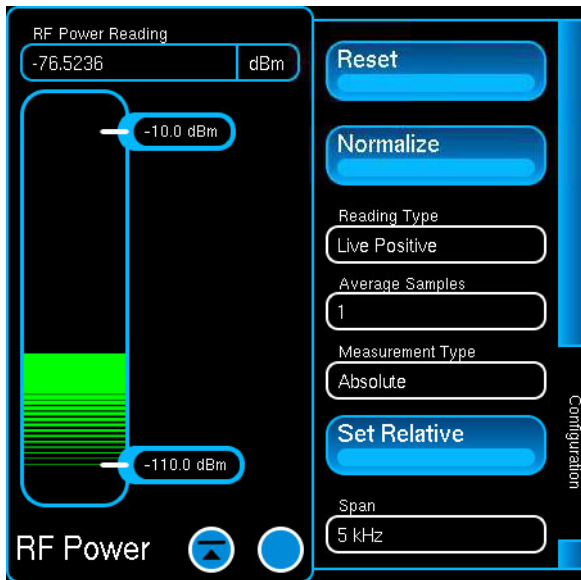 RF Power Reading
-76.5236 dBm
-10.0 dBm
-110.0 dBm
RF Power
Reset
Normalize
Reading Type
Live Positive
Average Samples
1
Measurement Type
Absolute
Set Relative
Span
5 kHz
Configuration